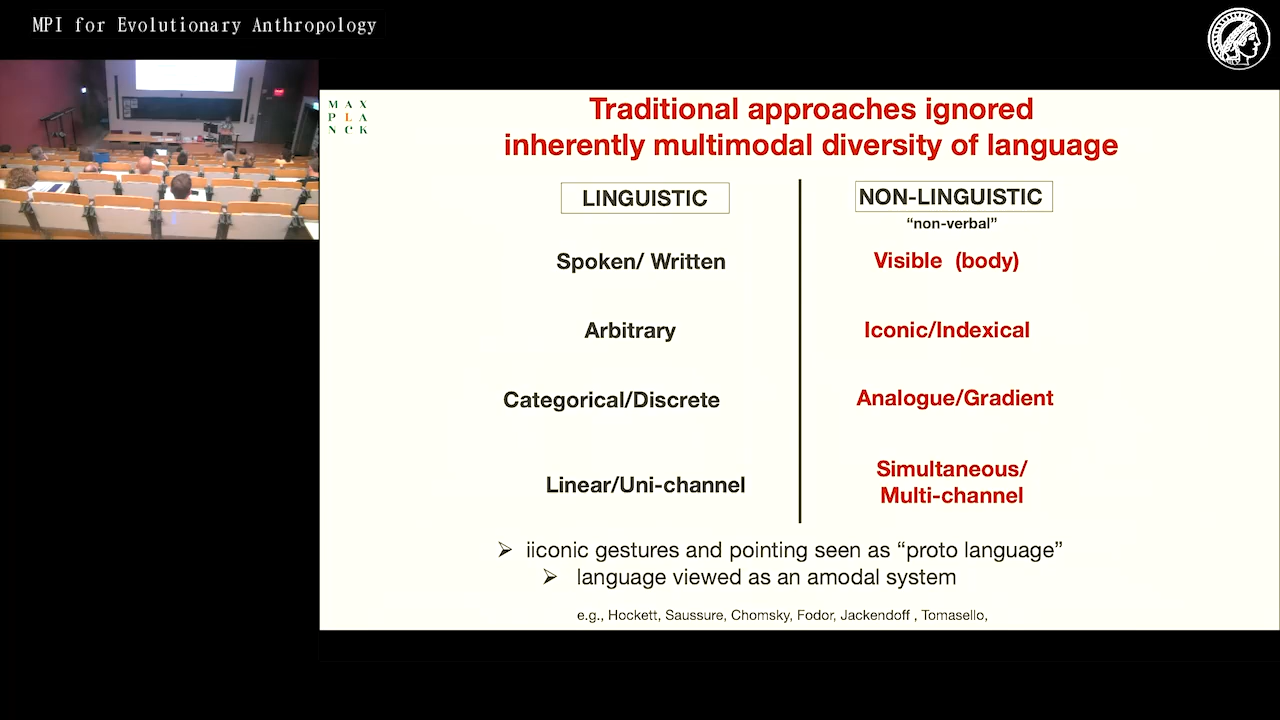 MPI for Evolutionary Anthropology
MAX
PLA
NCK
Traditional approaches ignored
inherently multimodal diversity of language
LINGUISTIC
NON-LINGUISTIC
“non-verbal”
Spoken/ Written
Visible (body)
Arbitrary
Iconic/Indexical
Categorical/Discrete
Analogue/Gradient
Linear/Uni-channel
Simultaneous/
Multi-channel
➢ iiconic gestures and pointing seen as “proto language”
➢ language viewed as an amodal system
e.g., Hockett, Saussure, Chomsky, Fodor, Jackendoff , Tomasello,